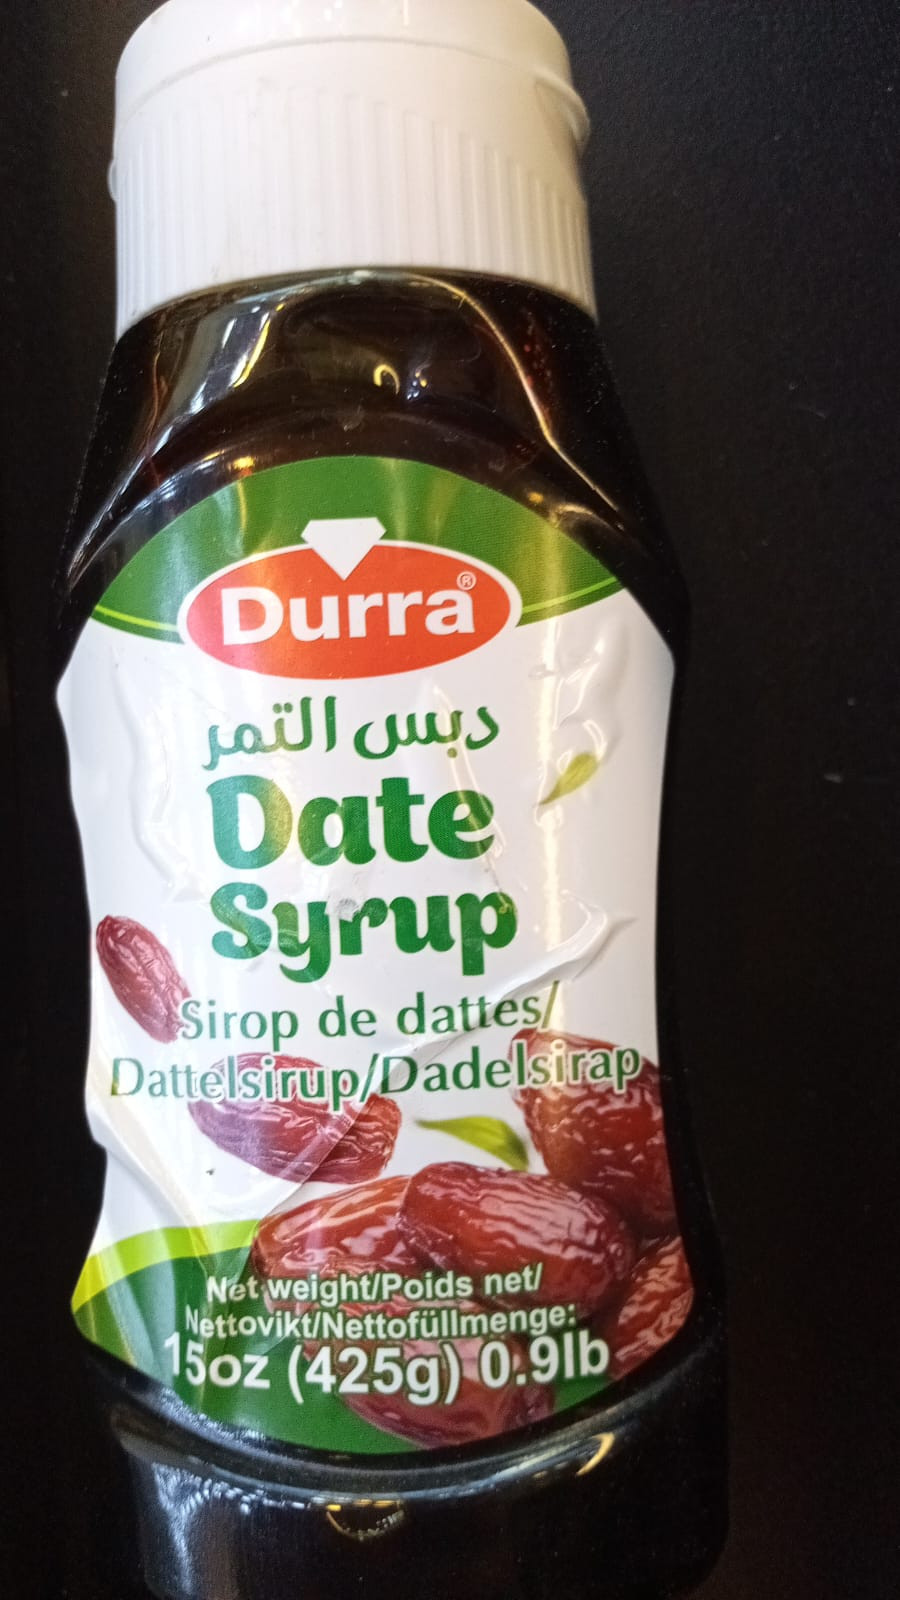 Durra®
دبس التمر
Date
Syrup
Sirop de dattes/
Dattelsirup/Dadelsirap
Net weight/Poids net/
Nettovikt/Nettofüllmenge:
15oz (425g) 0.9lb